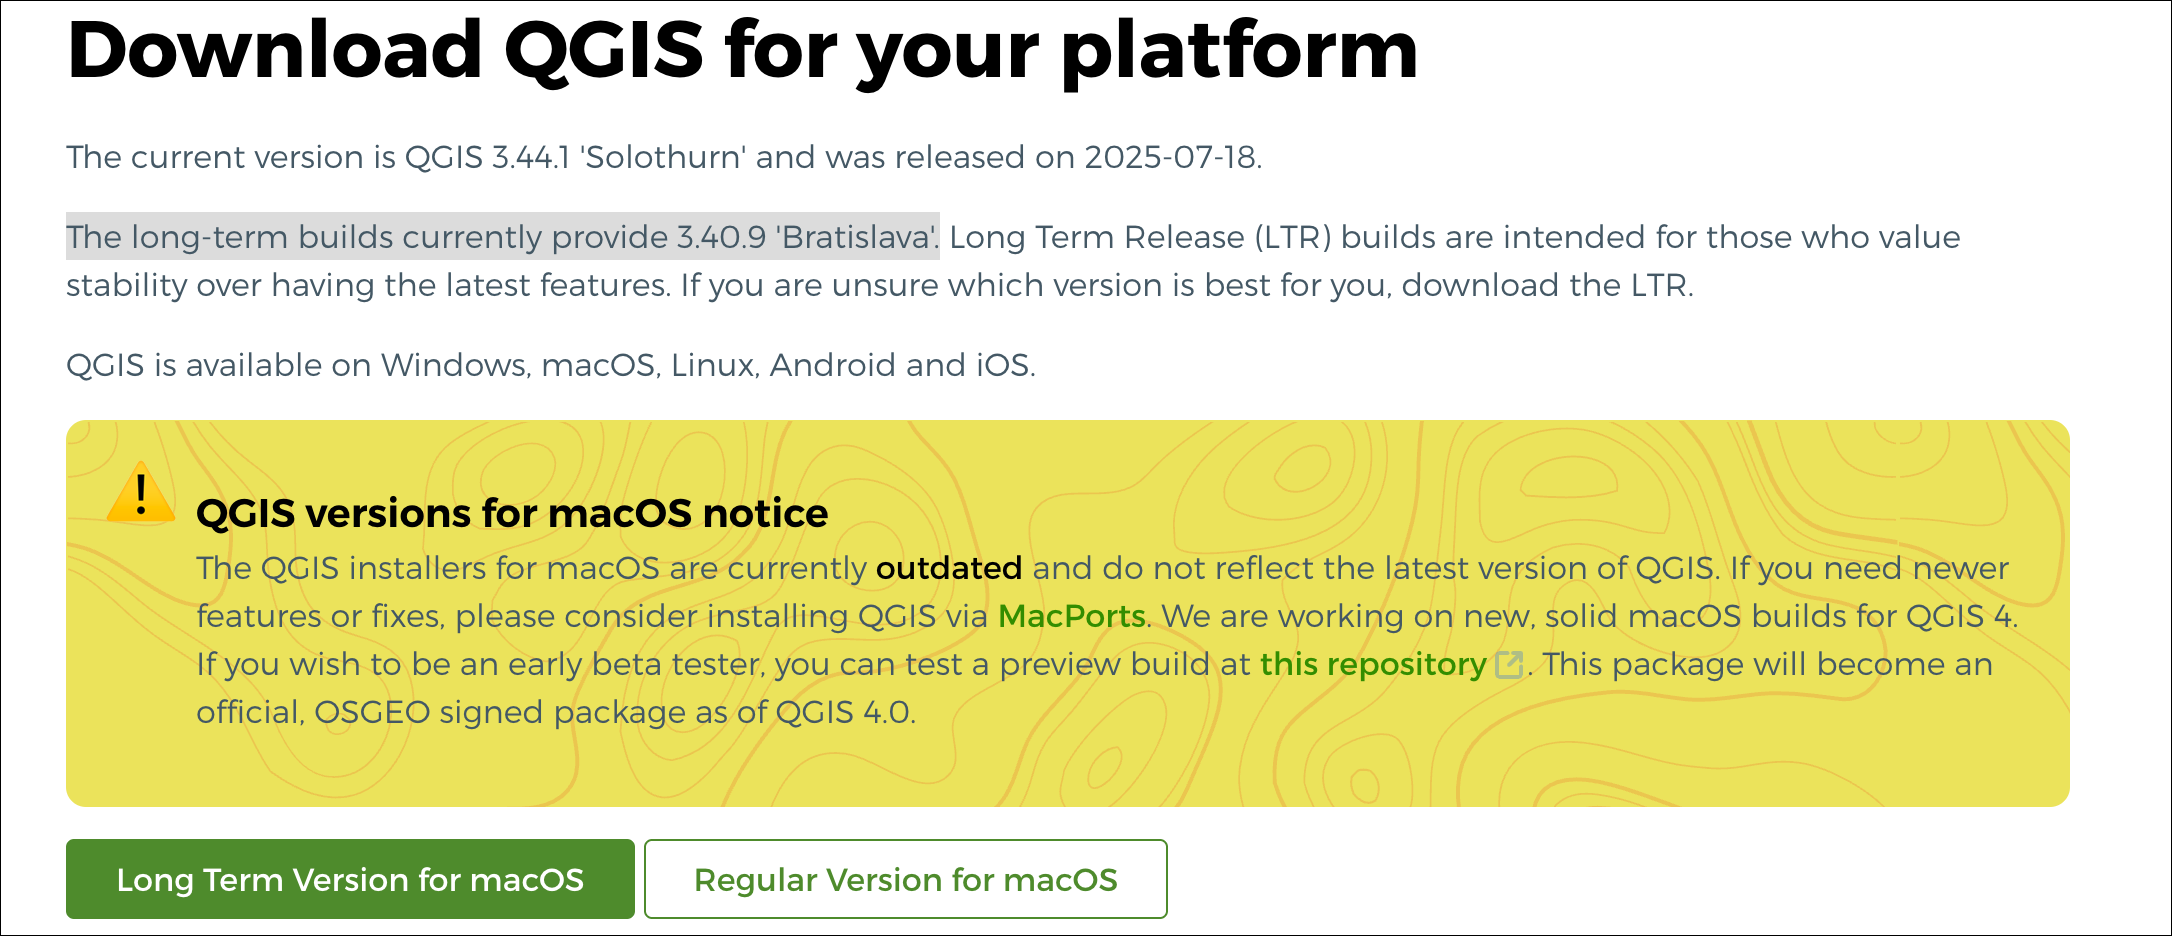 Download QGIS for your platform
The current version is QGIS 3.44.1 'Solothurn' and was released on 2025-07-18.
The long-term builds currently provide 3.40.9 'Bratislava'. Long Term Release (LTR) builds are intended for those who value
stability over having the latest features. If you are unsure which version is best for you, download the LTR.
QGIS is available on Windows, macOS, Linux, Android and iOS.
QGIS versions for macOS notice
The QGIS installers for macOS are currently outdated and do not reflect the latest version of QGIS. If you need newer
features or fixes, please consider installing QGIS via MacPorts. We are working on new, solid macOS builds for QGIS 4.
If you wish to be an early beta tester, you can test a preview build at this repository. This package will become an
official, OSGEO signed package as of QGIS 4.0.
Long Term Version for macOS
Regular Version for macOS